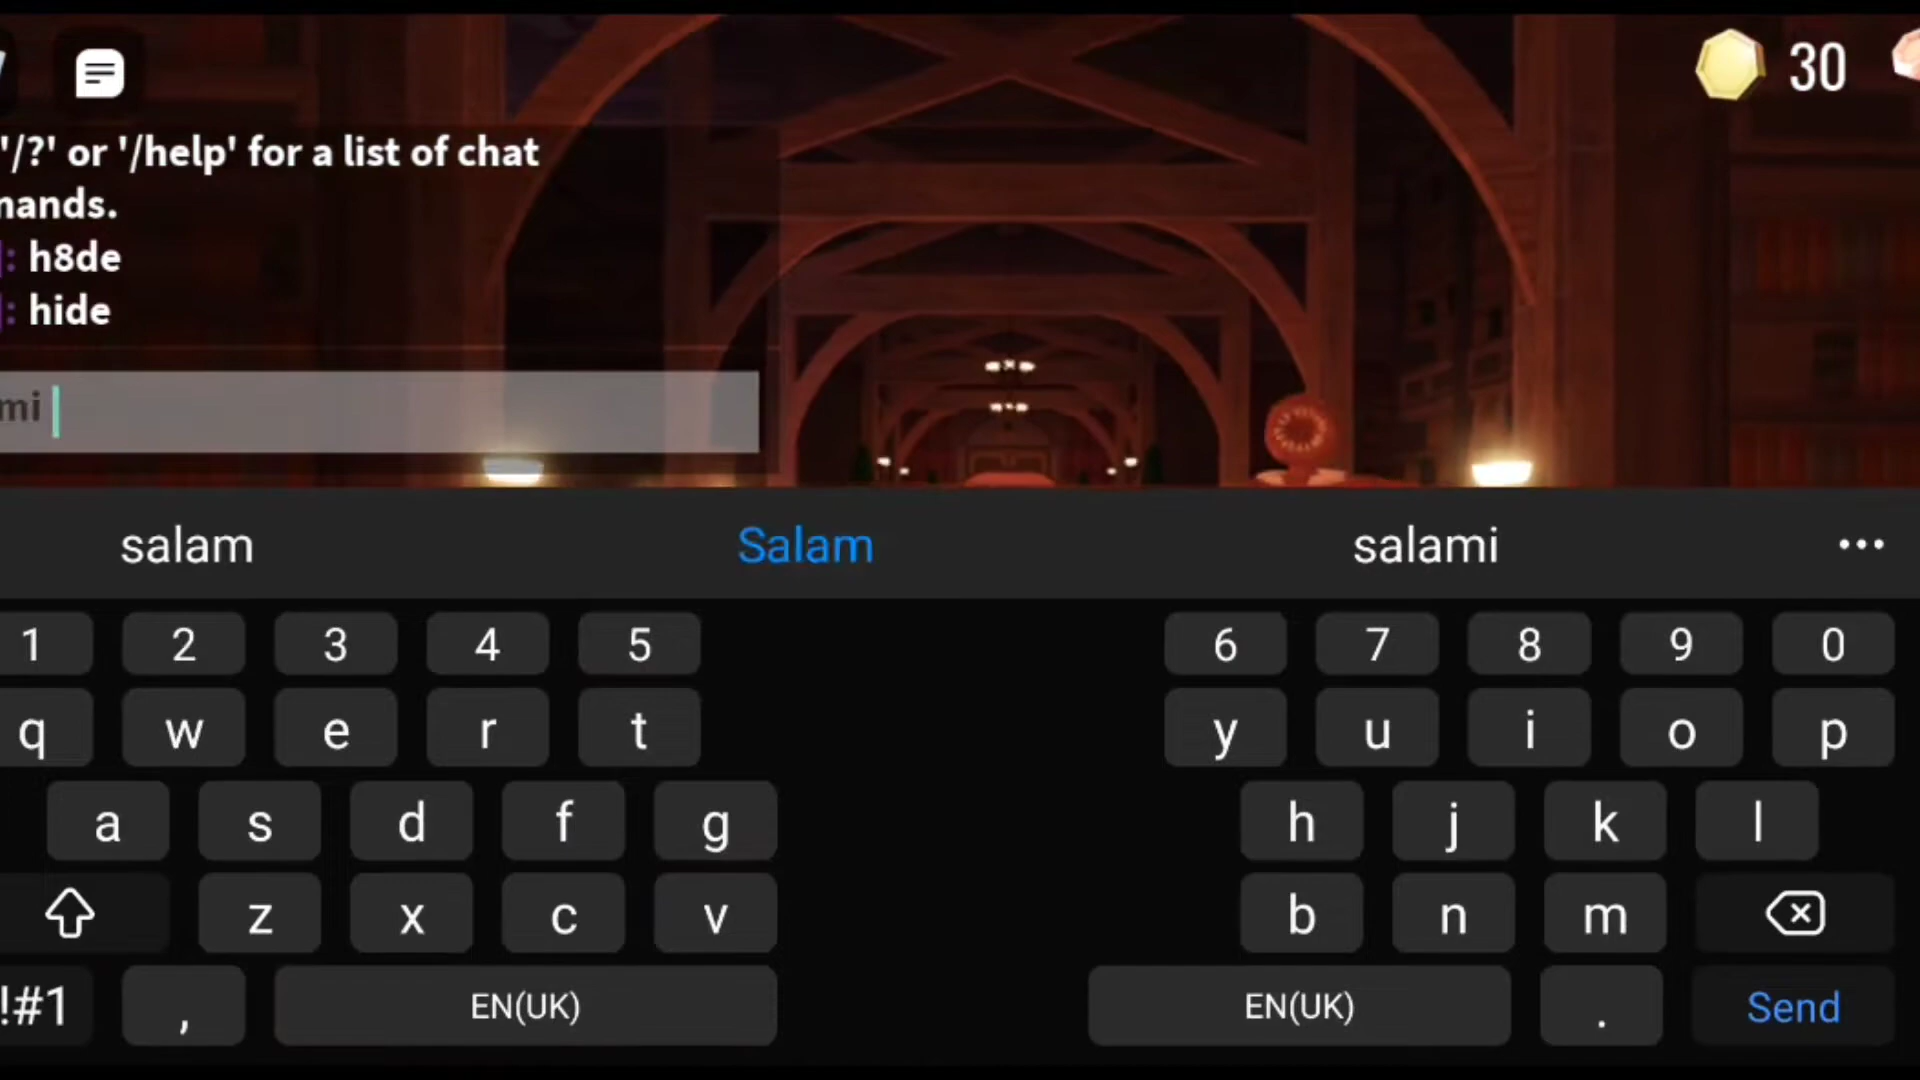 30
'/?' or '/help' for a list of chat
mands.
: h8de
: hide
mi
salam Salam salami ...
1 2 3 4 5 6 7 8 9 0
q w e r t y u i o p
a s d f g h j k l
z x c v b n m
!#1 , EN(UK) EN(UK) . Send